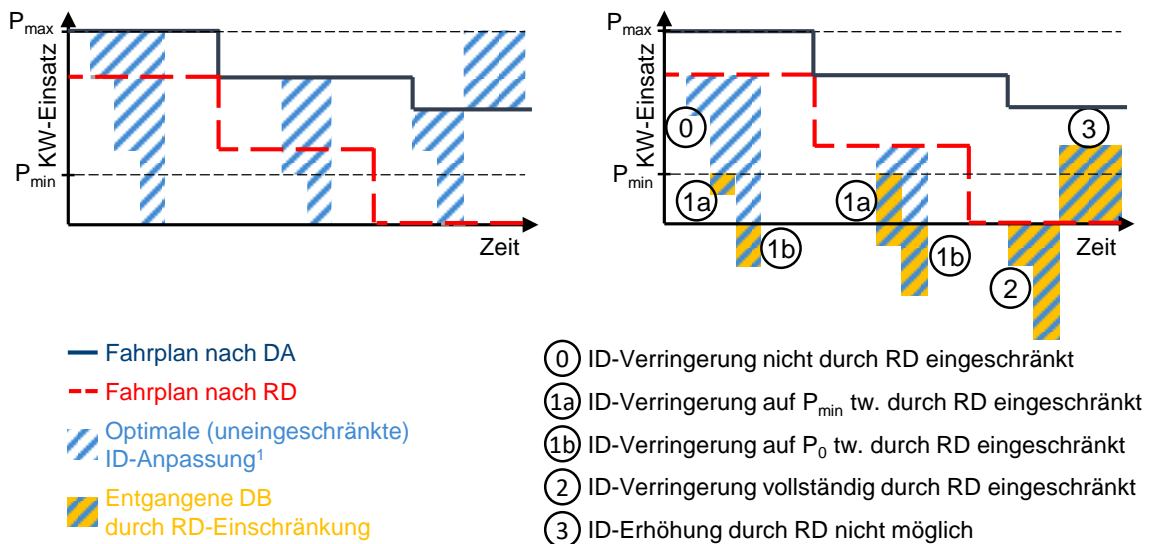 Pmax
KW-Einsatz
Pmin
Zeit
Pmax
KW-Einsatz
Pmin
0
1a
1b
1a
1b
2
3
Zeit
Fahrplan nach DA
Fahrplan nach RD
Optimale (uneingeschränkte)
ID-Anpassung¹
Entgangene DB
durch RD-Einschränkung
0 ID-Verringerung nicht durch RD eingeschränkt
1a ID-Verringerung auf Pmin tw. durch RD eingeschränkt
1b ID-Verringerung auf P0 tw. durch RD eingeschränkt
2 ID-Verringerung vollständig durch RD eingeschränkt
3 ID-Erhöhung durch RD nicht möglich